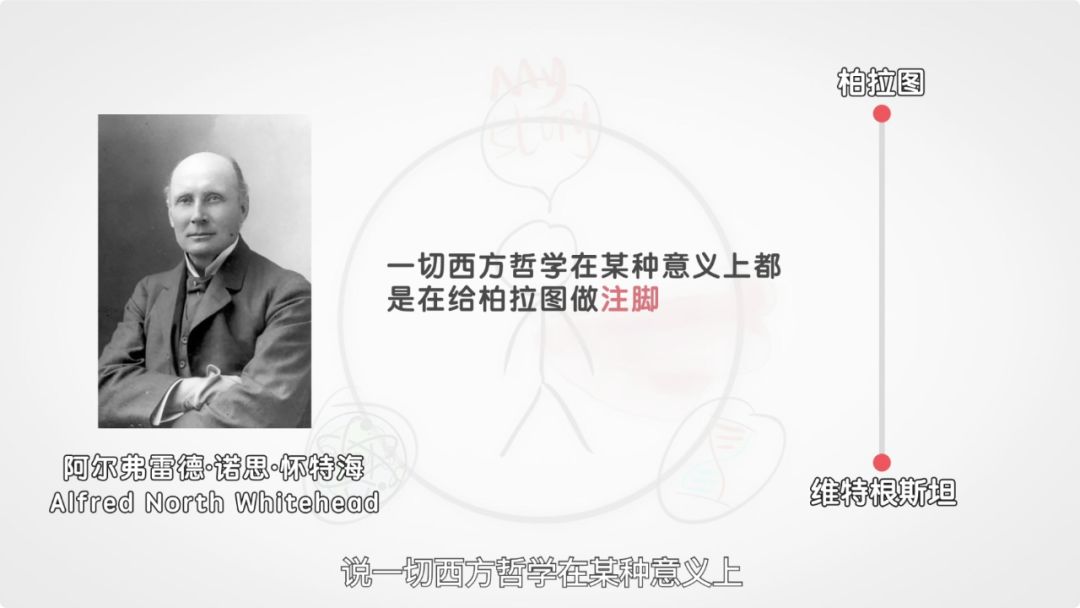 My
story
柏拉图
一切西方哲学在某种意义上都
是在给柏拉图做注脚
阿尔弗雷德·诺思·怀特海
Alfred North Whitehead
维特根斯坦
说一切西方哲学在某种意义上